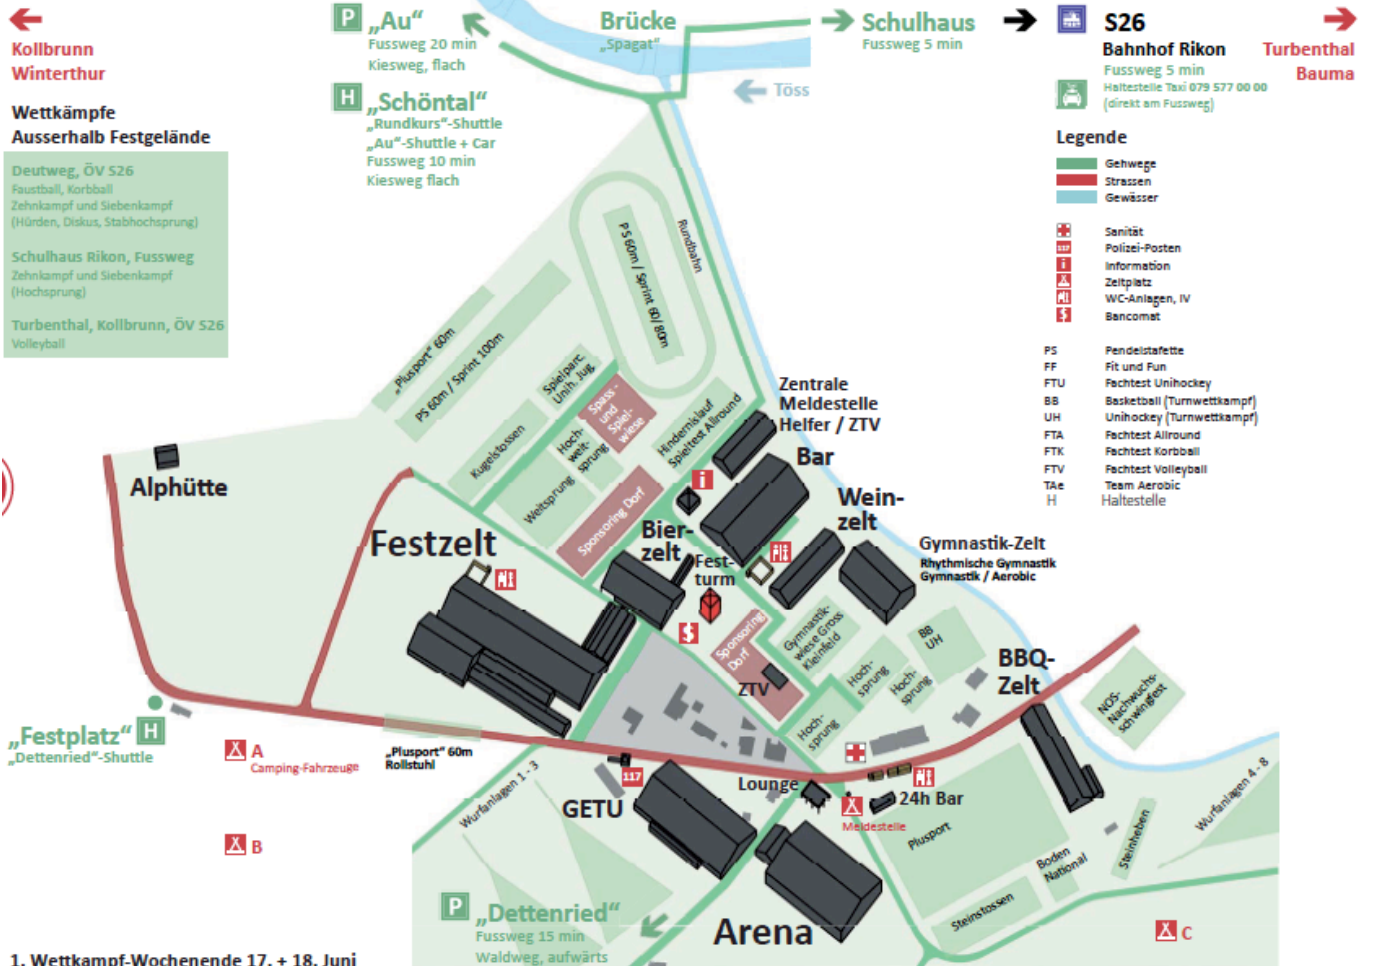 Kollbrunn
Winterthur
Wettkämpfe
Ausserhalb Festgelände
Deutweg, ÖV S26
Faustball, Korbball
Zehnkampf und Siebenkampf
(Hürden, Diskus, Stabhochsprung)
Schulhaus Rikon, Fussweg
Zehnkampf und Siebenkampf
(Hochsprung)
Turbenthal, Kollbrunn, ÖV S26
Volleyball
P „Au“
Fussweg 20 min
Kiesweg, flach
H „Schöntal“
„Rundkurs“-Shuttle
„Au“-Shuttle + Car
Fussweg 10 min
Kiesweg flach
Brücke
„Spagat“
Töss
Schulhaus
Fussweg 5 min
S26
Bahnhof Rikon
Fussweg 5 min
Haltestelle Taxi 079 577 00 00
(direkt am Fussweg)
Turbenthal
Bauma
Legende
Gehwege
Strassen
Gewässer
Sanität
117 Polizei-Posten
i Information
Zeltplatz
WC-Anlagen, IV
$ Bancomat
PS Pendelstafette
FF Fit und Fun
FTU Fachtest Unihockey
BB Basketball (Turnwettkampf)
UH Unihockey (Turnwettkampf)
FTA Fachtest Allround
FTK Fachtest Korbball
FTV Fachtest Volleyball
TAe Team Aerobic
H Haltestelle
Rundbahn
PS 60m / Sprint 60/80m
„Plusport“ 60m
PS 60m / Sprint 100m
Spielparc.
Unih. Jug.
Spass-
und
Spiel-
wiese
Hindernislauf
Spieltest Allround
Kugelstossen
Hoch-
weit-
sprung
Weitsprung
Sponsoring Dorf
Zentrale
Meldestelle
Helfer / ZTV
Bar
i
Wein-
zelt
Gymnastik-Zelt
Rhythmische Gymnastik
Gymnastik / Aerobic
Alphütte
Festzelt
Bier-
zelt
Fest-
turm
$
Sponsoring
Dorf
ZTV
Gymnastik-
wiese Gross
Kleinfeld
BB
UH
Hoch-
sprung
Hoch-
sprung
Hoch-
sprung
BBQ-
Zelt
NOS-
Nachwuchs-
schwingfest
„Festplatz“ H
„Dettenried“-Shuttle
A
Camping-Fahrzeuge
B
„Plusport“ 60m
Rollstuhl
Wurfanlagen 1 - 3
117
GETU
Lounge
Meldestelle
24h Bar
Plusport
Boden
National
Steinheben
Steinstossen
Wurfanlagen 4 - 8
P „Dettenried“
Fussweg 15 min
Waldweg, aufwärts
Arena
C
1. Wettkampf-Wochenende 17. + 18. Juni